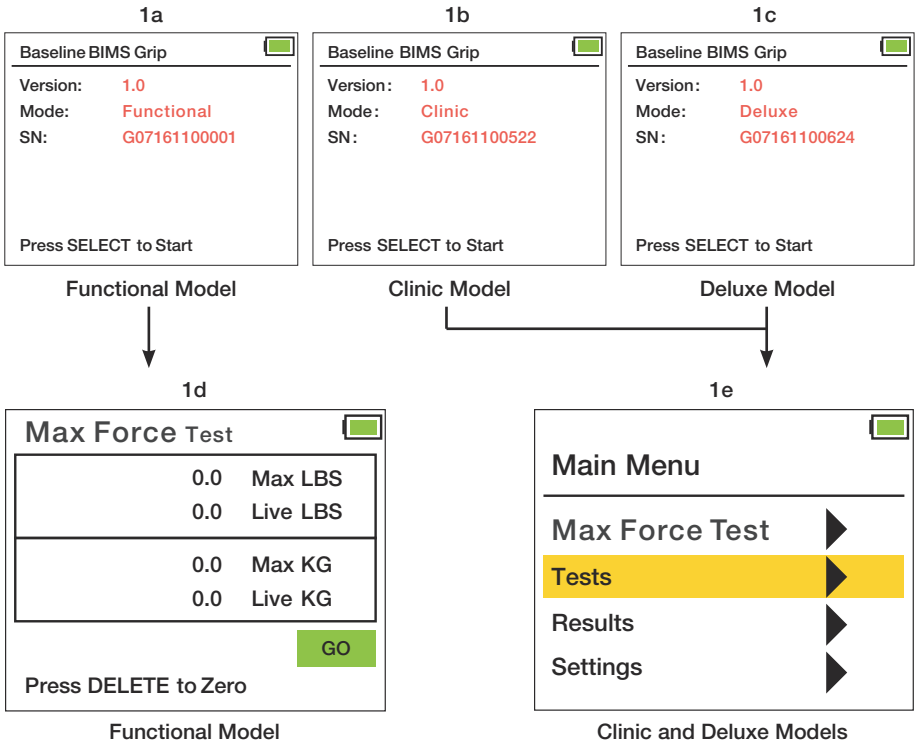 1a
Baseline BIMS Grip
Version: 1.0
Mode: Functional
SN: G07161100001
Press SELECT to Start
Functional Model
1b
Baseline BIMS Grip
Version: 1.0
Mode: Clinic
SN: G07161100522
Press SELECT to Start
Clinic Model
1c
Baseline BIMS Grip
Version: 1.0
Mode: Deluxe
SN: G07161100624
Press SELECT to Start
Deluxe Model
1d
Max Force Test
0.0 Max LBS
0.0 Live LBS
0.0 Max KG
0.0 Live KG
GO
Press DELETE to Zero
Functional Model
1e
Main Menu
Max Force Test
Tests
Results
Settings
Clinic and Deluxe Models